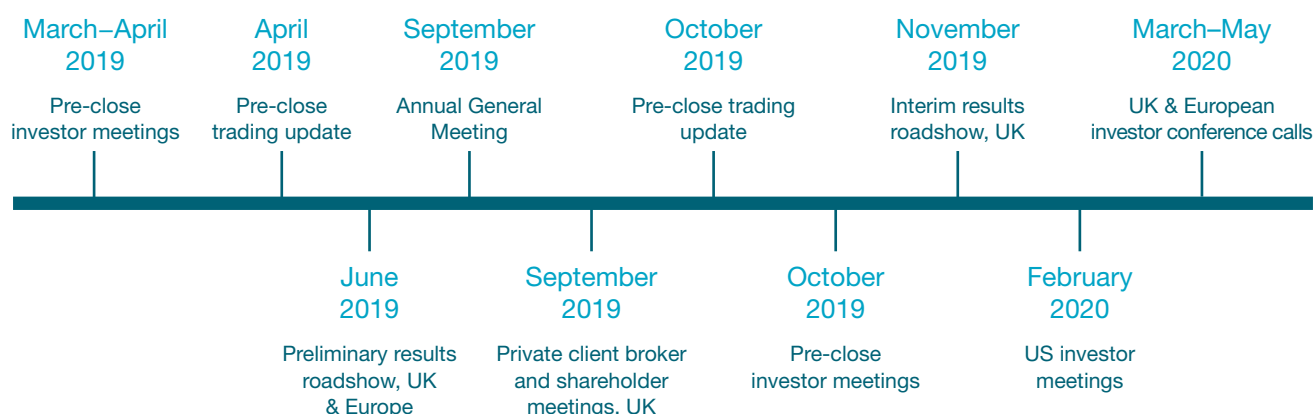 March–April
2019
Pre-close
investor meetings
April
2019
Pre-close
trading update
September
2019
Annual General
Meeting
October
2019
Pre-close trading
update
November
2019
Interim results
roadshow, UK
March–May
2020
UK & European
investor conference calls
June
2019
Preliminary results
roadshow, UK
& Europe
September
2019
Private client broker
and shareholder
meetings, UK
October
2019
Pre-close
investor meetings
February
2020
US investor
meetings